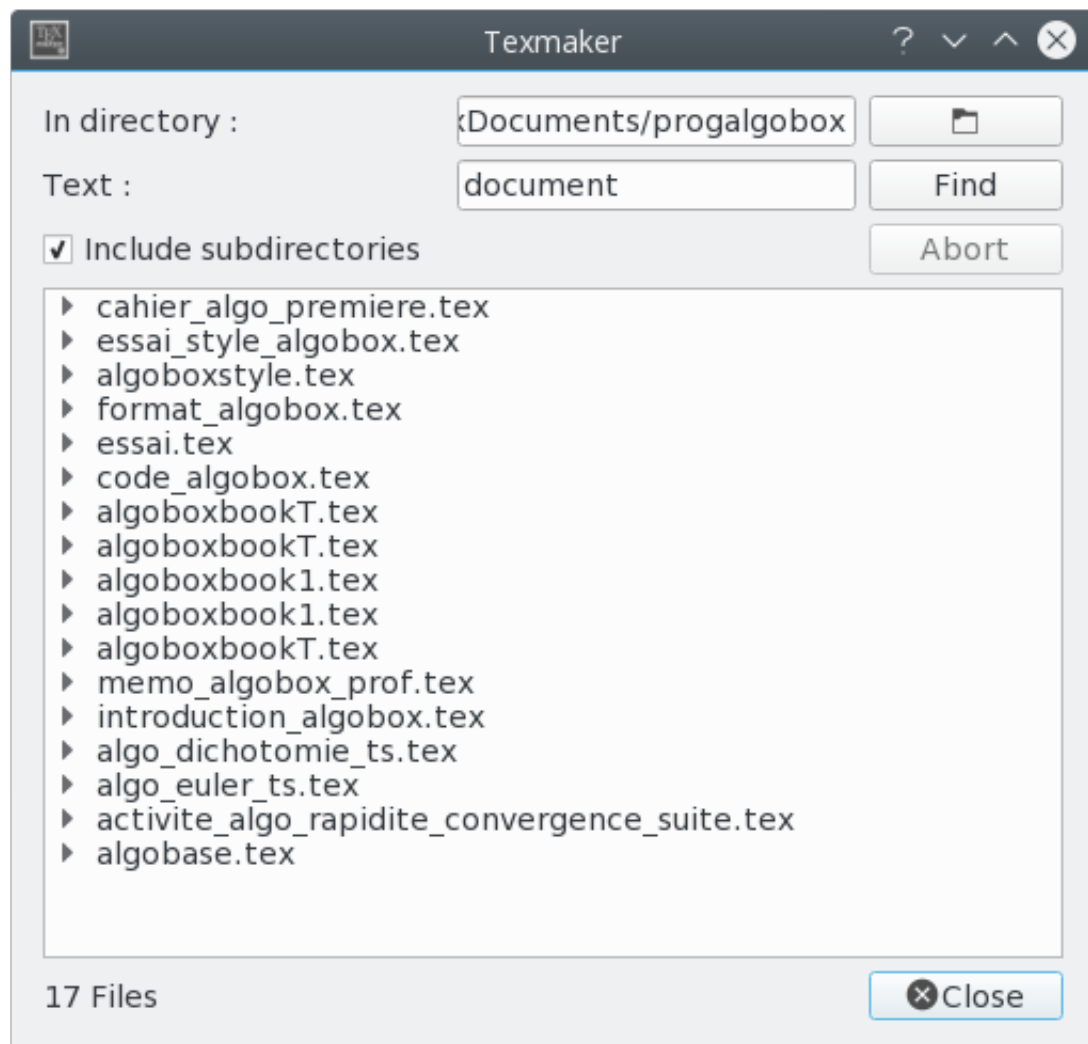 Texmaker
In directory :
Documents/progalgobox
Text :
document
Find
Include subdirectories
Abort
cahier_algo_premiere.tex
essai_style_algobox.tex
algoboxstyle.tex
format_algobox.tex
essai.tex
code_algobox.tex
algoboxbookT.tex
algoboxbookT.tex
algoboxbook1.tex
algoboxbook1.tex
algoboxbookT.tex
memo_algobox_prof.tex
introduction_algobox.tex
algo_dichotomie_ts.tex
algo_euler_ts.tex
activite_algo_rapidite_convergence_suite.tex
algobase.tex
17 Files
Close